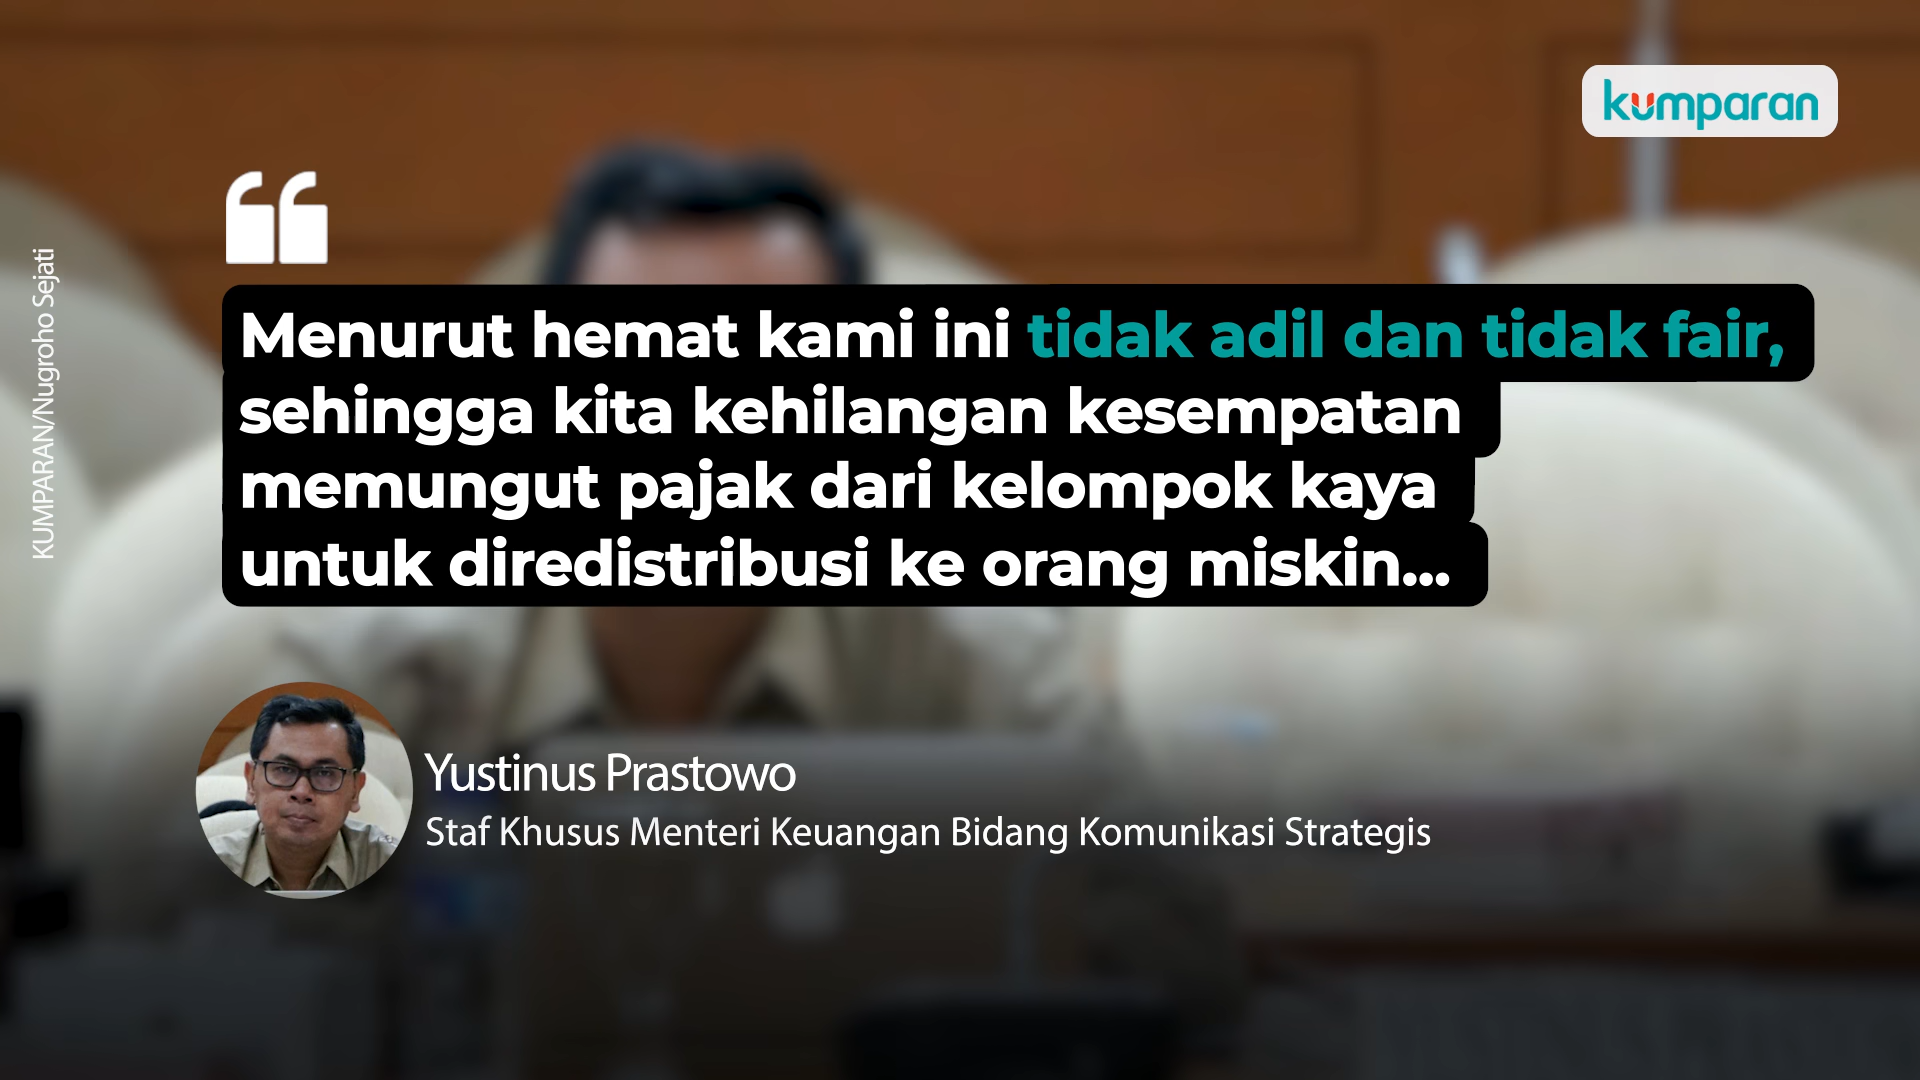 kumparan
KUMPARAN/Nugroho Sejati
“
Menurut hemat kami ini tidak adil dan tidak fair,
sehingga kita kehilangan kesempatan
memungut pajak dari kelompok kaya
untuk diredistribusi ke orang miskin...
Yustinus Prastowo
Staf Khusus Menteri Keuangan Bidang Komunikasi Strategis